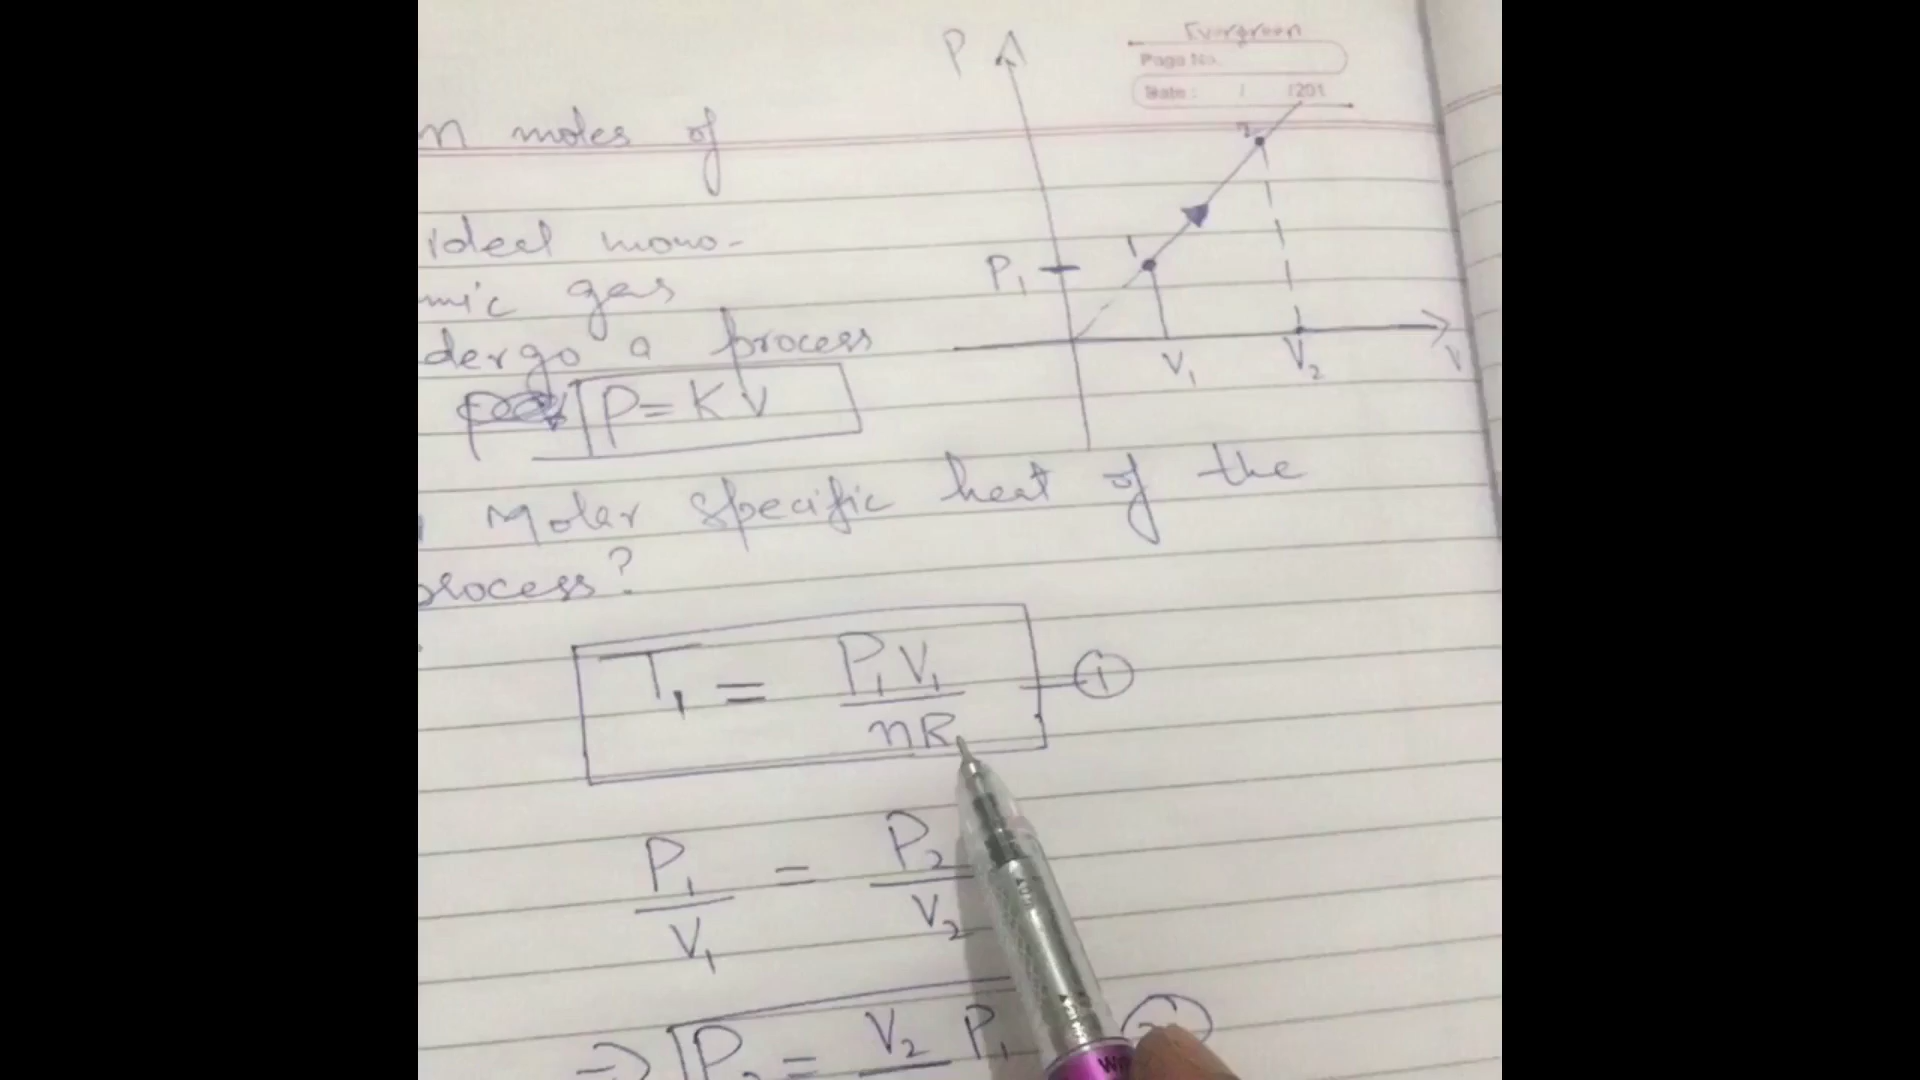 Evergreen
Page No.
Date : / /201
P
2
1
P₁
V₁
V₂
V
n moles of
ideal mono-
mic gas
dergo a process
P=KV
Molar specific heat of the
process?
T₁ = P₁V₁/nR — ①
P₁/V₁ = P₂/V₂
⇒ P₂ = V₂ P₁